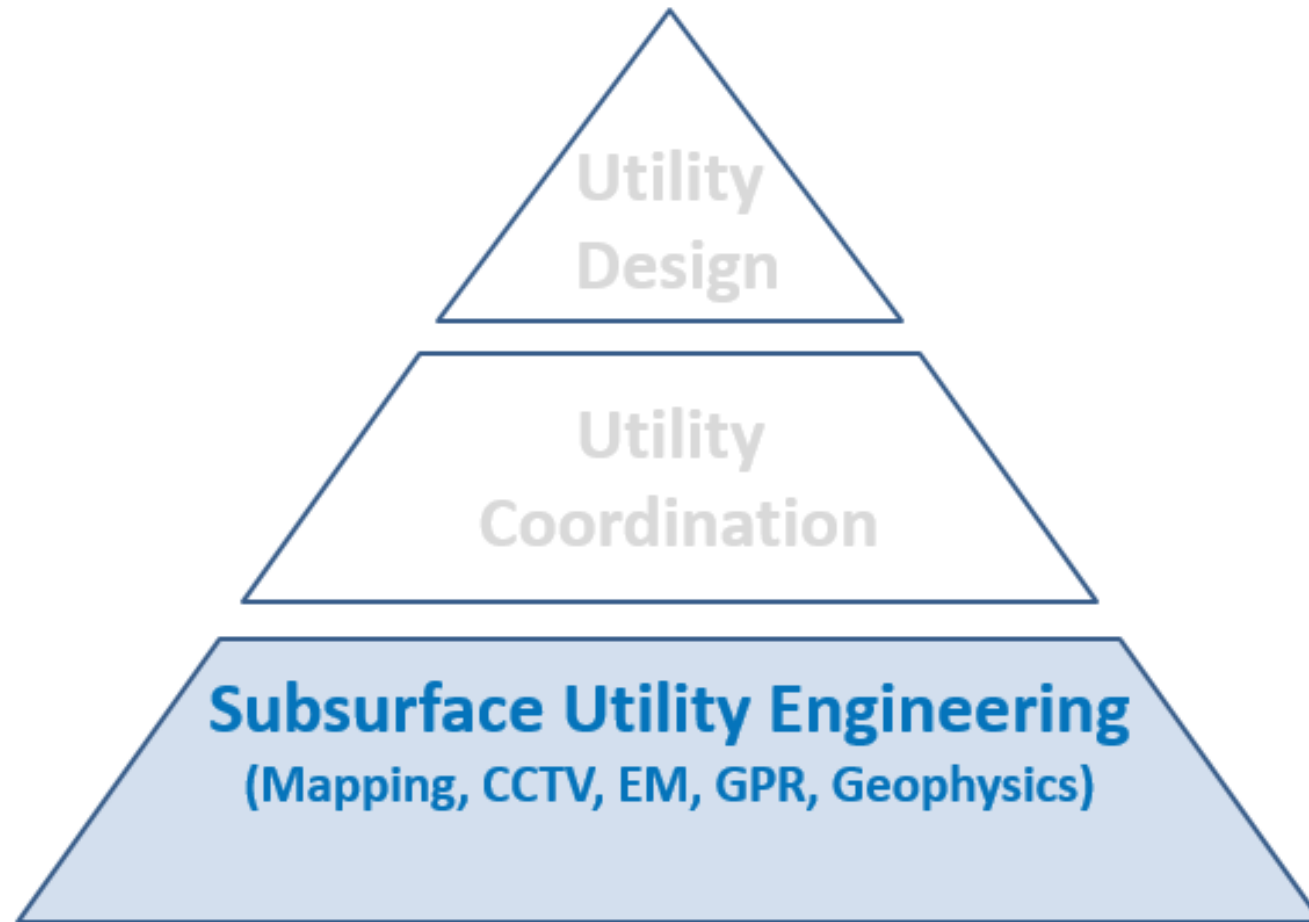 Utility
Design
Utility
Coordination
Subsurface Utility Engineering
(Mapping, CCTV, EM, GPR, Geophysics)